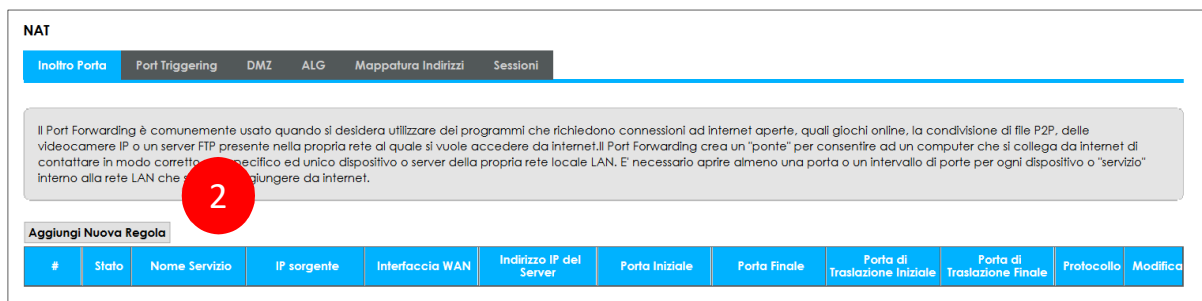 NAT
Inoltro Porta Port Triggering DMZ ALG Mappatura Indirizzi Sessioni
Il Port Forwarding è comunemente usato quando si desidera utilizzare dei programmi che richiedono connessioni ad internet aperte, quali giochi online, la condivisione di file P2P, delle
videocamere IP o un server FTP presente nella propria rete al quale si vuole accedere da internet.Il Port Forwarding crea un "ponte" per consentire ad un computer che si collega da internet di
contattare in modo corretto ed unico dispositivo o server della propria rete locale LAN. E' necessario aprire almeno una porta o un intervallo di porte per ogni dispositivo o "servizio"
interno alla rete LAN che da internet.
2
Aggiungi Nuova Regola
# Stato Nome Servizio IP sorgente Interfaccia WAN Indirizzo IP del Server Porta Iniziale Porta Finale Porta di Traslazione Iniziale Porta di Traslazione Finale Protocollo Modifica